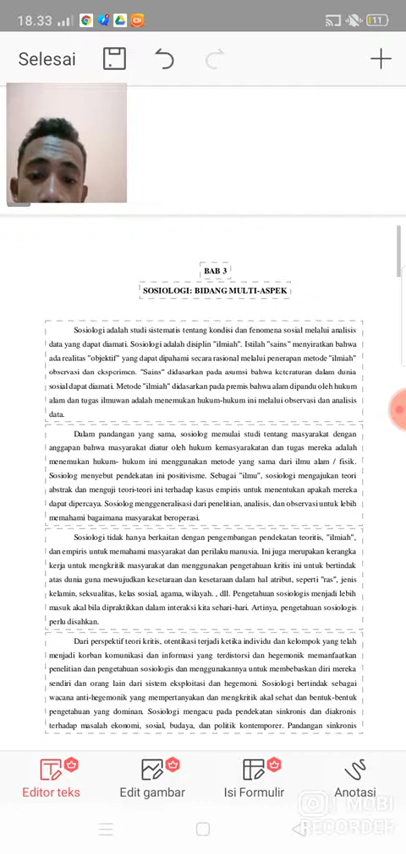 18.33
11
Selesai
BAB 3
SOSIOLOGI: BIDANG MULTI-ASPEK
Sosiologi adalah studi sistematis tentang kondisi dan fenomena sosial melalui analisis
data yang dapat diamati. Sosiologi adalah disiplin "ilmiah". Istilah "sains" menyiratkan bahwa
ada realitas "objektif" yang dapat dipahami secara rasional melalui penerapan metode "ilmiah"
observasi dan eksperimen. "Sains" didasarkan pada asumsi bahwa keteraturan dalam dunia
sosial dapat diamati. Metode "ilmiah" didasarkan pada premis bahwa alam dipandu oleh hukum
alam dan tugas ilmuwan adalah menemukan hukum-hukum ini melalui observasi dan analisis
data.
Dalam pandangan yang sama, sosiolog memulai studi tentang masyarakat dengan
anggapan bahwa masyarakat diatur oleh hukum kemasyarakatan dan tugas mereka adalah
menemukan hukum- hukum ini menggunakan metode yang sama dari ilmu alam / fisik.
Sosiolog menyebut pendekatan ini positivisme. Sebagai "ilmu", sosiologi mengajukan teori
abstrak dan menguji teori-teori ini terhadap kasus empiris untuk menentukan apakah mereka
dapat dipercaya. Sosiolog menggeneralisasi dari penelitian, analisis, dan observasi untuk lebih
memahami bagaimana masyarakat beroperasi.
Sosiologi tidak hanya berkaitan dengan pengembangan pendekatan teoritis, "ilmiah",
dan empiris untuk memahami masyarakat dan perilaku manusia. Ini juga merupakan kerangka
kerja untuk mengkritik masyarakat dan menggunakan pengetahuan kritis ini untuk bertindak
atas dunia guna mewujudkan kesetaraan dan kesetaraan dalam hal atribut, seperti "ras", jenis
kelamin, seksualitas, kelas sosial, agama, wilayah. , dll. Pengetahuan sosiologis menjadi lebih
masuk akal bila dipraktikkan dalam interaksi kita sehari-hari. Artinya, pengetahuan sosiologis
perlu disahkan.
Dari perspektif teori kritis, otentikasi terjadi ketika individu dan kelompok yang telah
menjadi korban komunikasi dan informasi yang terdistorsi dan hegemonik memanfaatkan
penelitian dan pengetahuan sosiologis dan menggunakannya untuk membebaskan diri mereka
sendiri dan orang lain dari sistem eksploitasi dan hegemoni. Sosiologi bertindak sebagai
wacana anti-hegemonik yang mempertanyakan dan mengkritik akal sehat dan bentuk-bentuk
pengetahuan yang dominan. Sosiologi mengacu pada pendekatan sinkronis dan diakronis
terhadap masalah ekonomi, sosial, budaya, dan politik kontemporer. Pandangan sinkronis
Editor teks
Edit gambar
Isi Formulir
Anotasi
MOBI
RECORDER